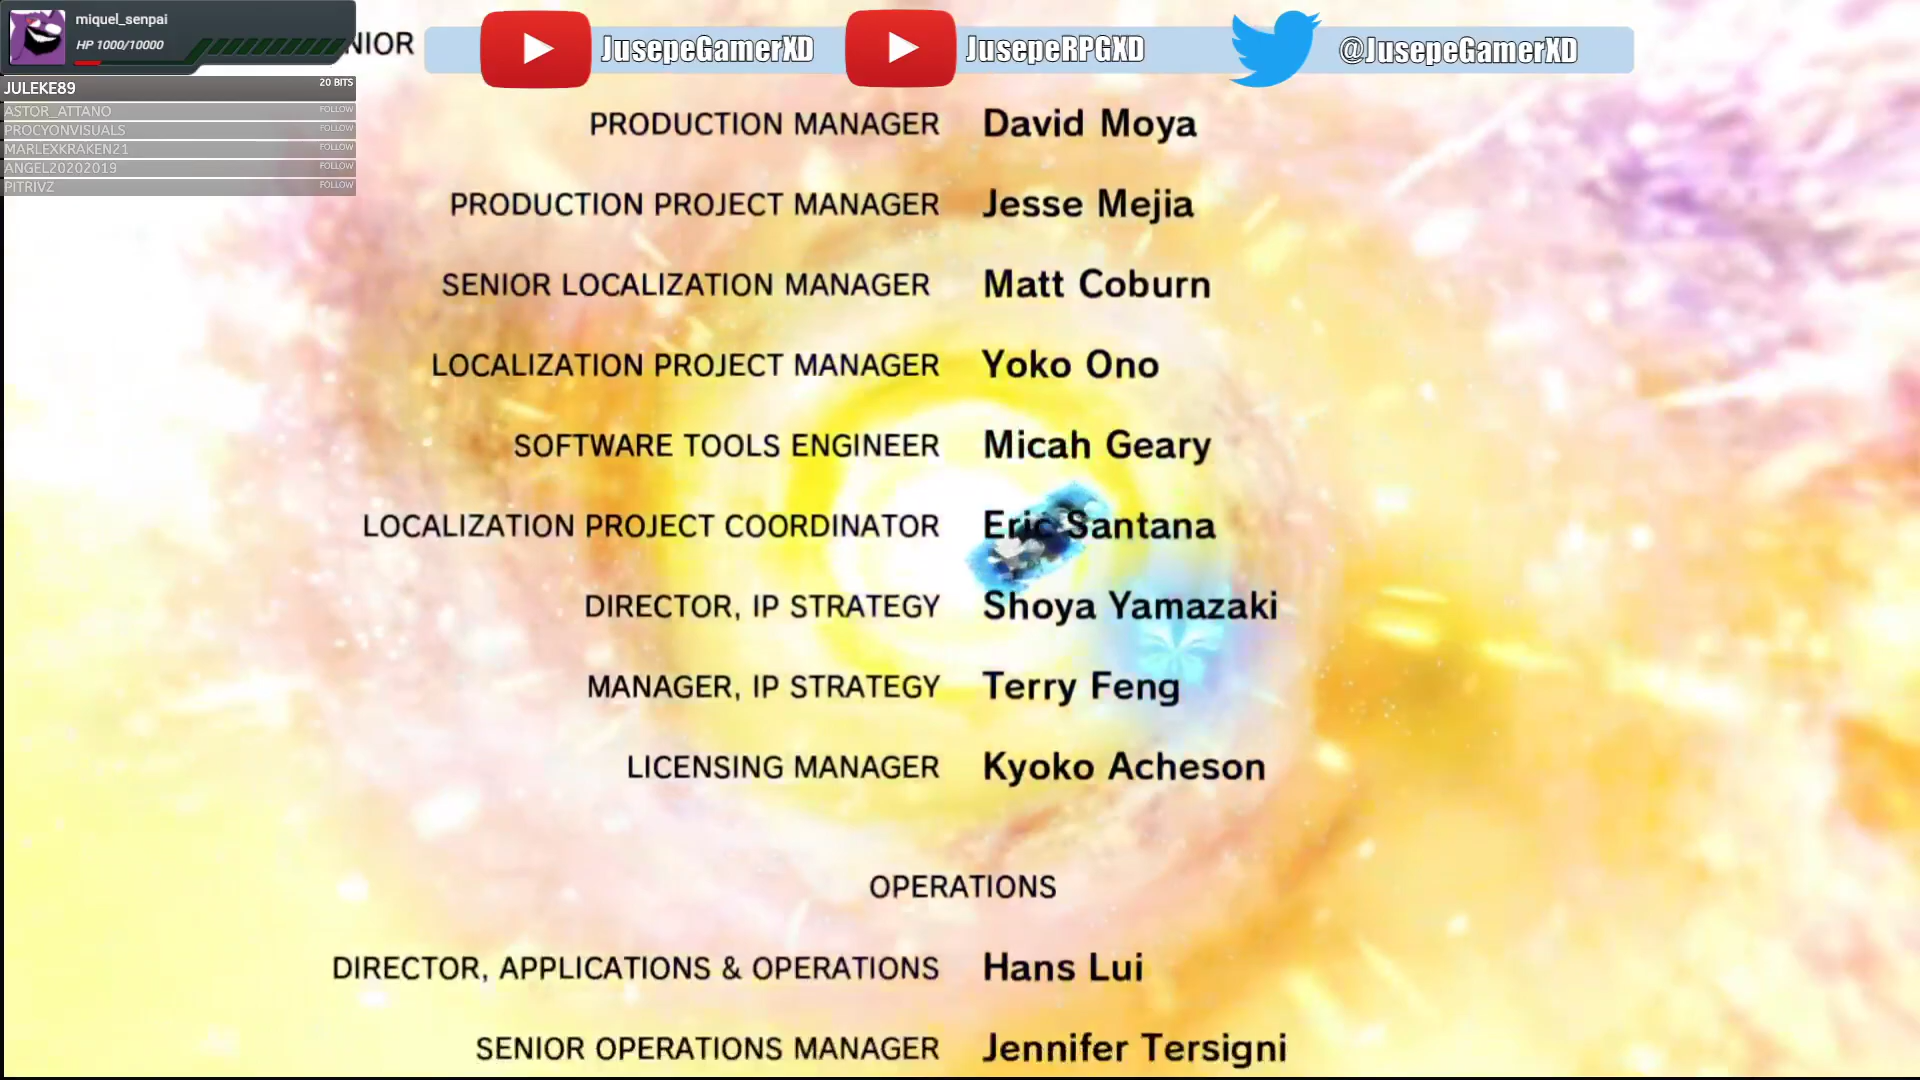 miquel_senpai
HP 1000/10000
NIOR
JusepeGamerXD
JusepeRPGXD
@JusepeGamerXD
JULEKE89 20 BITS
ASTOR_ATTANO FOLLOW
PROCYONVISUALS FOLLOW
MARLEXKRAKEN21 FOLLOW
ANGEL20202019 FOLLOW
PITRIVZ FOLLOW
PRODUCTION MANAGER David Moya
PRODUCTION PROJECT MANAGER Jesse Mejia
SENIOR LOCALIZATION MANAGER Matt Coburn
LOCALIZATION PROJECT MANAGER Yoko Ono
SOFTWARE TOOLS ENGINEER Micah Geary
LOCALIZATION PROJECT COORDINATOR Eric Santana
DIRECTOR, IP STRATEGY Shoya Yamazaki
MANAGER, IP STRATEGY Terry Feng
LICENSING MANAGER Kyoko Acheson
OPERATIONS
DIRECTOR, APPLICATIONS & OPERATIONS Hans Lui
SENIOR OPERATIONS MANAGER Jennifer Tersigni